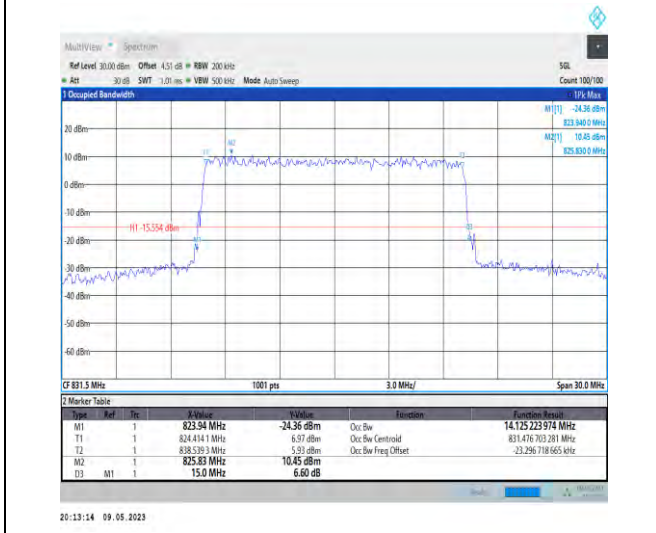 MultiView Spectrum
Ref Level 30.00 dBm Offset 4.51 dB RBW 200 kHz SGL
Att 30 dB SWT 1.01 ms VBW 500 kHz Mode Auto Sweep Count 100/100
1 Occupied Bandwidth 1Pk Max
M1[1] -24.36 dBm
823.940 0 MHz
M2[1] 10.45 dBm
825.830 0 MHz
20 dBm
M2
T1 T2
10 dBm
0 dBm
-10 dBm
H1 -15.554 dBm
-20 dBm
-30 dBm
-40 dBm
-50 dBm
-60 dBm
CF 831.5 MHz 1001 pts 3.0 MHz/ Span 30.0 MHz
2 Marker Table
Type Ref Trc X-Value Y-Value Function Function Result
M1 1 823.94 MHz -24.36 dBm Occ Bw 14.125 223 974 MHz
T1 1 824.414 1 MHz 6.97 dBm Occ Bw Centroid 831.476 703 281 MHz
T2 1 838.539 3 MHz 5.93 dBm Occ Bw Freq Offset -23.296 718 665 kHz
M2 1 825.83 MHz 10.45 dBm
D3 M1 1 15.0 MHz 6.60 dB
20:13:14 09.05.2023